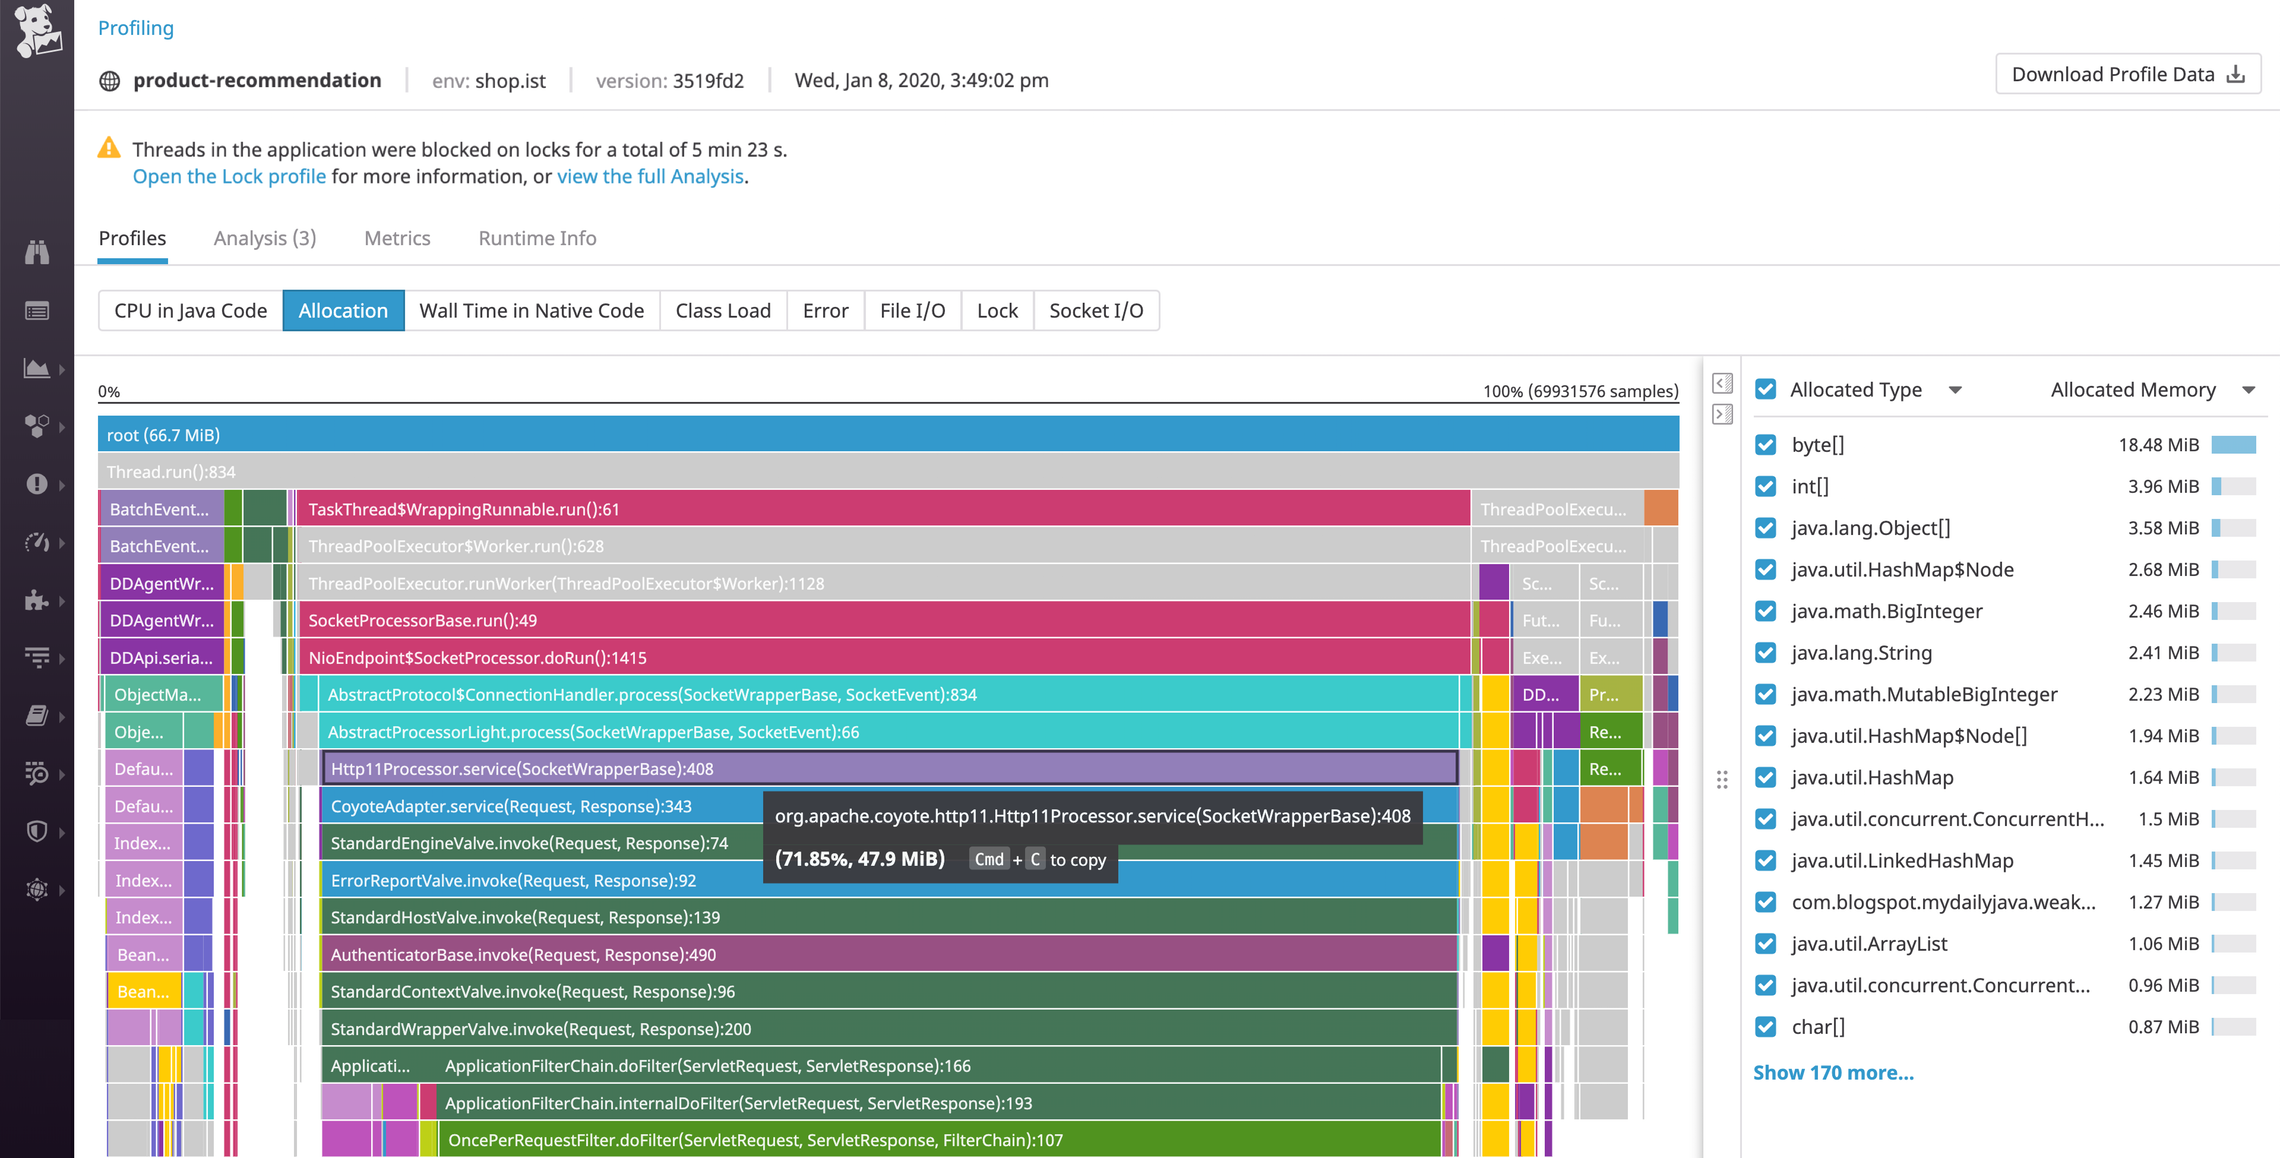 Profiling
product-recommendation env: shop.ist version: 3519fd2 Wed, Jan 8, 2020, 3:49:02 pm
Download Profile Data
Threads in the application were blocked on locks for a total of 5 min 23 s.
Open the Lock profile for more information, or view the full Analysis.
Profiles Analysis (3) Metrics Runtime Info
CPU in Java Code Allocation Wall Time in Native Code Class Load Error File I/O Lock Socket I/O
0% 100% (69931576 samples)
root (66.7 MiB)
Thread.run():834
BatchEvent... TaskThread$WrappingRunnable.run():61 ThreadPoolExecu...
BatchEvent... ThreadPoolExecutor$Worker.run():628 ThreadPoolExecu...
DDAgentWr... ThreadPoolExecutor.runWorker(ThreadPoolExecutor$Worker):1128 Sc... Sc...
DDAgentWr... SocketProcessorBase.run():49 Fut... Fu...
DDApi.seria... NioEndpoint$SocketProcessor.doRun():1415 Exe... Ex...
ObjectMa... AbstractProtocol$ConnectionHandler.process(SocketWrapperBase, SocketEvent):834 DD... Pr...
Obje... AbstractProcessorLight.process(SocketWrapperBase, SocketEvent):66 Re...
Defau... Http11Processor.service(SocketWrapperBase):408 Re...
Defau... CoyoteAdapter.service(Request, Response):343
org.apache.coyote.http11.Http11Processor.service(SocketWrapperBase):408
Index... StandardEngineValve.invoke(Request, Response):74
(71.85%, 47.9 MiB) Cmd + C to copy
Index... ErrorReportValve.invoke(Request, Response):92
Index... StandardHostValve.invoke(Request, Response):139
Bean... AuthenticatorBase.invoke(Request, Response):490
Bean... StandardContextValve.invoke(Request, Response):96
StandardWrapperValve.invoke(Request, Response):200
Applicati... ApplicationFilterChain.doFilter(ServletRequest, ServletResponse):166
ApplicationFilterChain.internalDoFilter(ServletRequest, ServletResponse):193
OncePerRequestFilter.doFilter(ServletRequest, ServletResponse, FilterChain):107
Allocated Type Allocated Memory
byte[] 18.48 MiB
int[] 3.96 MiB
java.lang.Object[] 3.58 MiB
java.util.HashMap$Node 2.68 MiB
java.math.BigInteger 2.46 MiB
java.lang.String 2.41 MiB
java.math.MutableBigInteger 2.23 MiB
java.util.HashMap$Node[] 1.94 MiB
java.util.HashMap 1.64 MiB
java.util.concurrent.ConcurrentH... 1.5 MiB
java.util.LinkedHashMap 1.45 MiB
com.blogspot.mydailyjava.weak... 1.27 MiB
java.util.ArrayList 1.06 MiB
java.util.concurrent.Concurrent... 0.96 MiB
char[] 0.87 MiB
Show 170 more...